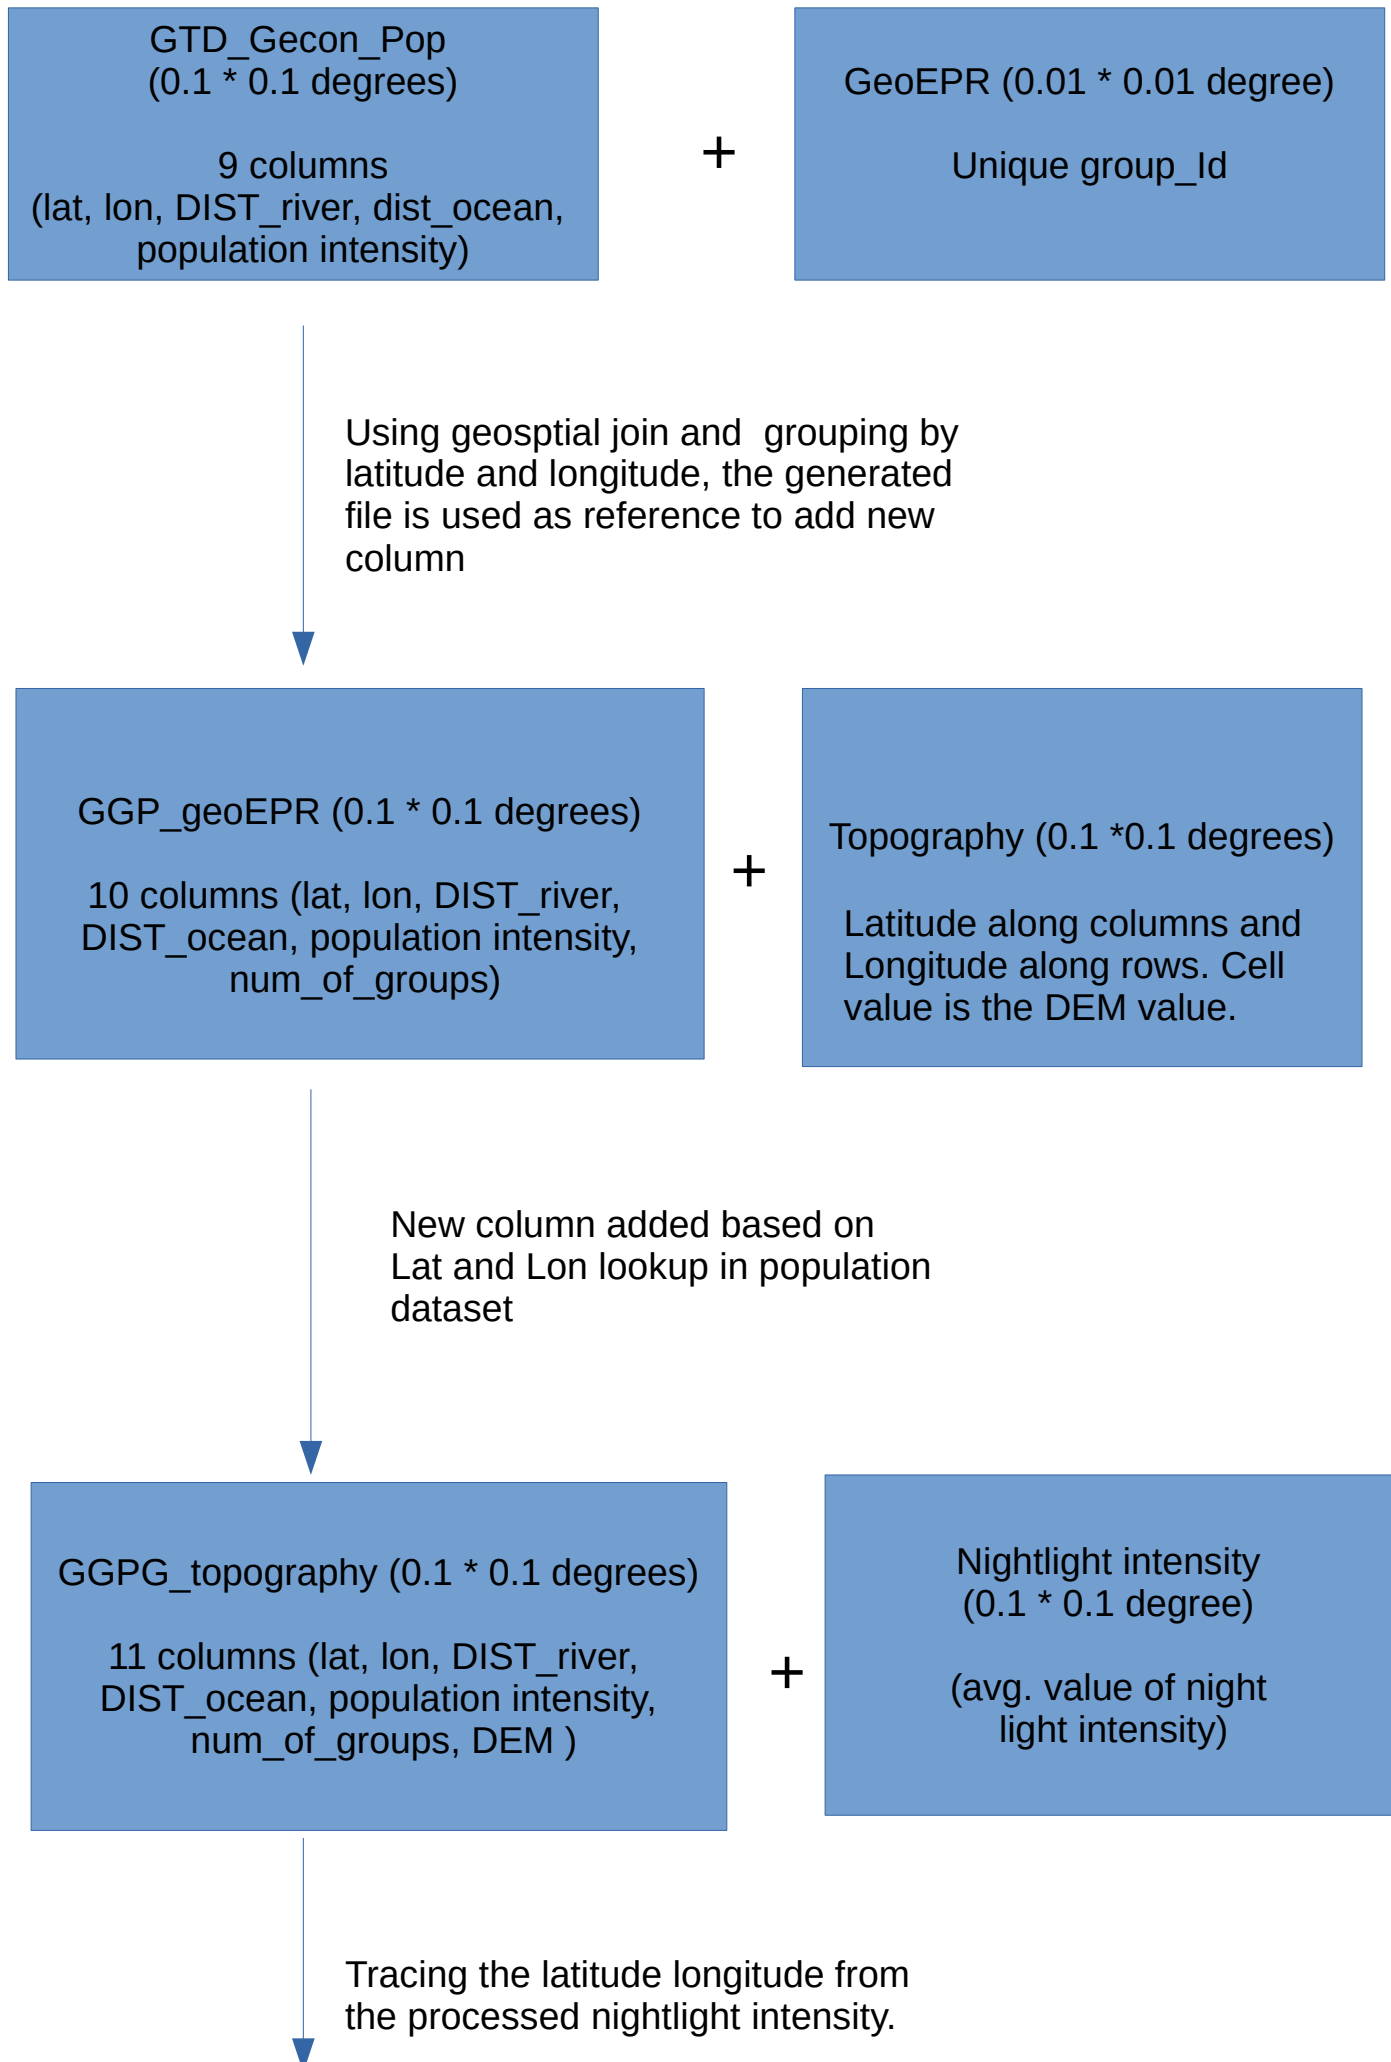 GTD_Gecon_Pop
(0.1 * 0.1 degrees)
9 columns
(lat, lon, DIST_river, dist_ocean,
population intensity)
+
GeoEPR (0.01 * 0.01 degree)
Unique group_Id
Using geosptial join and  grouping by
latitude and longitude, the generated
file is used as reference to add new
column
GGP_geoEPR (0.1 * 0.1 degrees)
10 columns (lat, lon, DIST_river,
DIST_ocean, population intensity,
num_of_groups)
+
Topography (0.1 *0.1 degrees)
Latitude along columns and
Longitude along rows. Cell
value is the DEM value.
New column added based on
Lat and Lon lookup in population
dataset
GGPG_topography (0.1 * 0.1 degrees)
11 columns (lat, lon, DIST_river,
DIST_ocean, population intensity,
num_of_groups, DEM )
+
Nightlight intensity
(0.1 * 0.1 degree)
(avg. value of night
light intensity)
Tracing the latitude longitude from
the processed nightlight intensity.